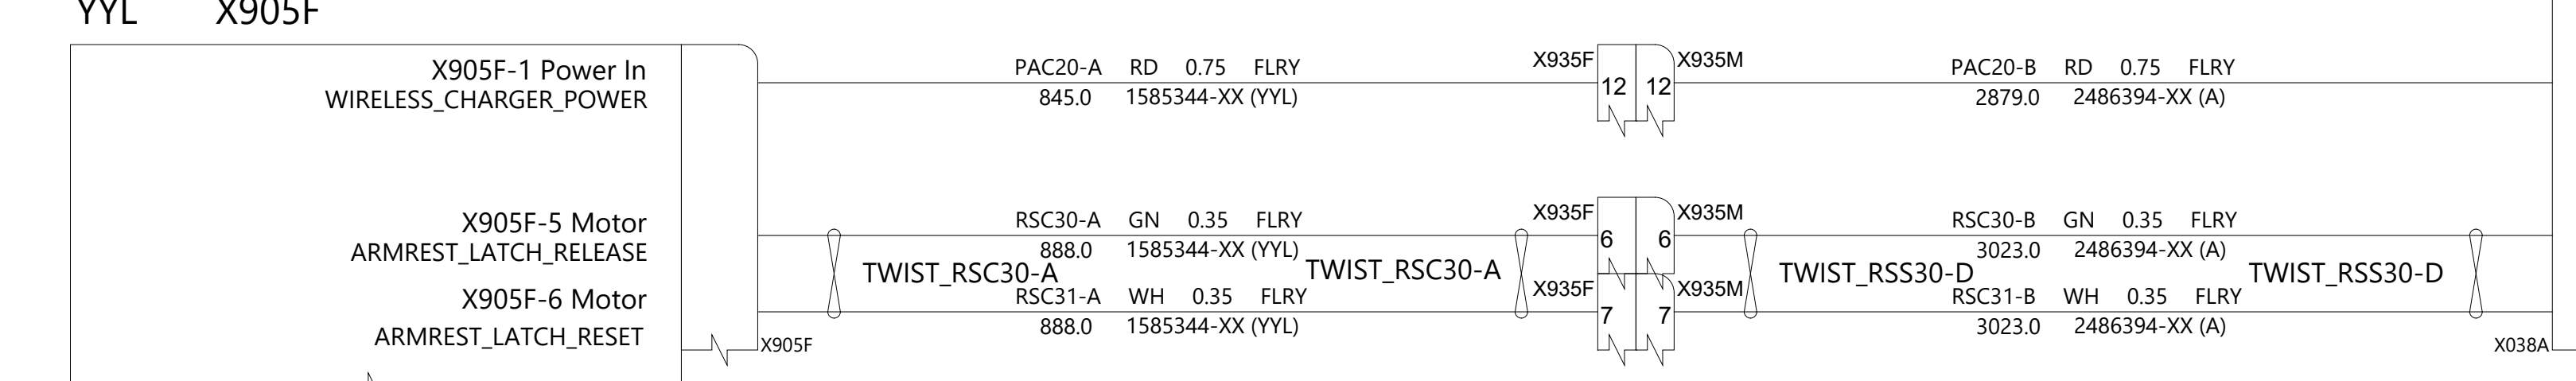 YYL X905F
X905F-1 Power In
WIRELESS_CHARGER_POWER
PAC20-A RD 0.75 FLRY
845.0 1585344-XX (YYL)
X935F X935M
12 12
PAC20-B RD 0.75 FLRY
2879.0 2486394-XX (A)
X905F-5 Motor
ARMREST_LATCH_RELEASE
RSC30-A GN 0.35 FLRY
888.0 1585344-XX (YYL)
X935F X935M
6 6
RSC30-B GN 0.35 FLRY
3023.0 2486394-XX (A)
TWIST_RSC30-A TWIST_RSC30-A
TWIST_RSS30-D TWIST_RSS30-D
X905F-6 Motor
ARMREST_LATCH_RESET
RSC31-A WH 0.35 FLRY
888.0 1585344-XX (YYL)
X935F X935M
7 7
RSC31-B WH 0.35 FLRY
3023.0 2486394-XX (A)
X905F
X038A